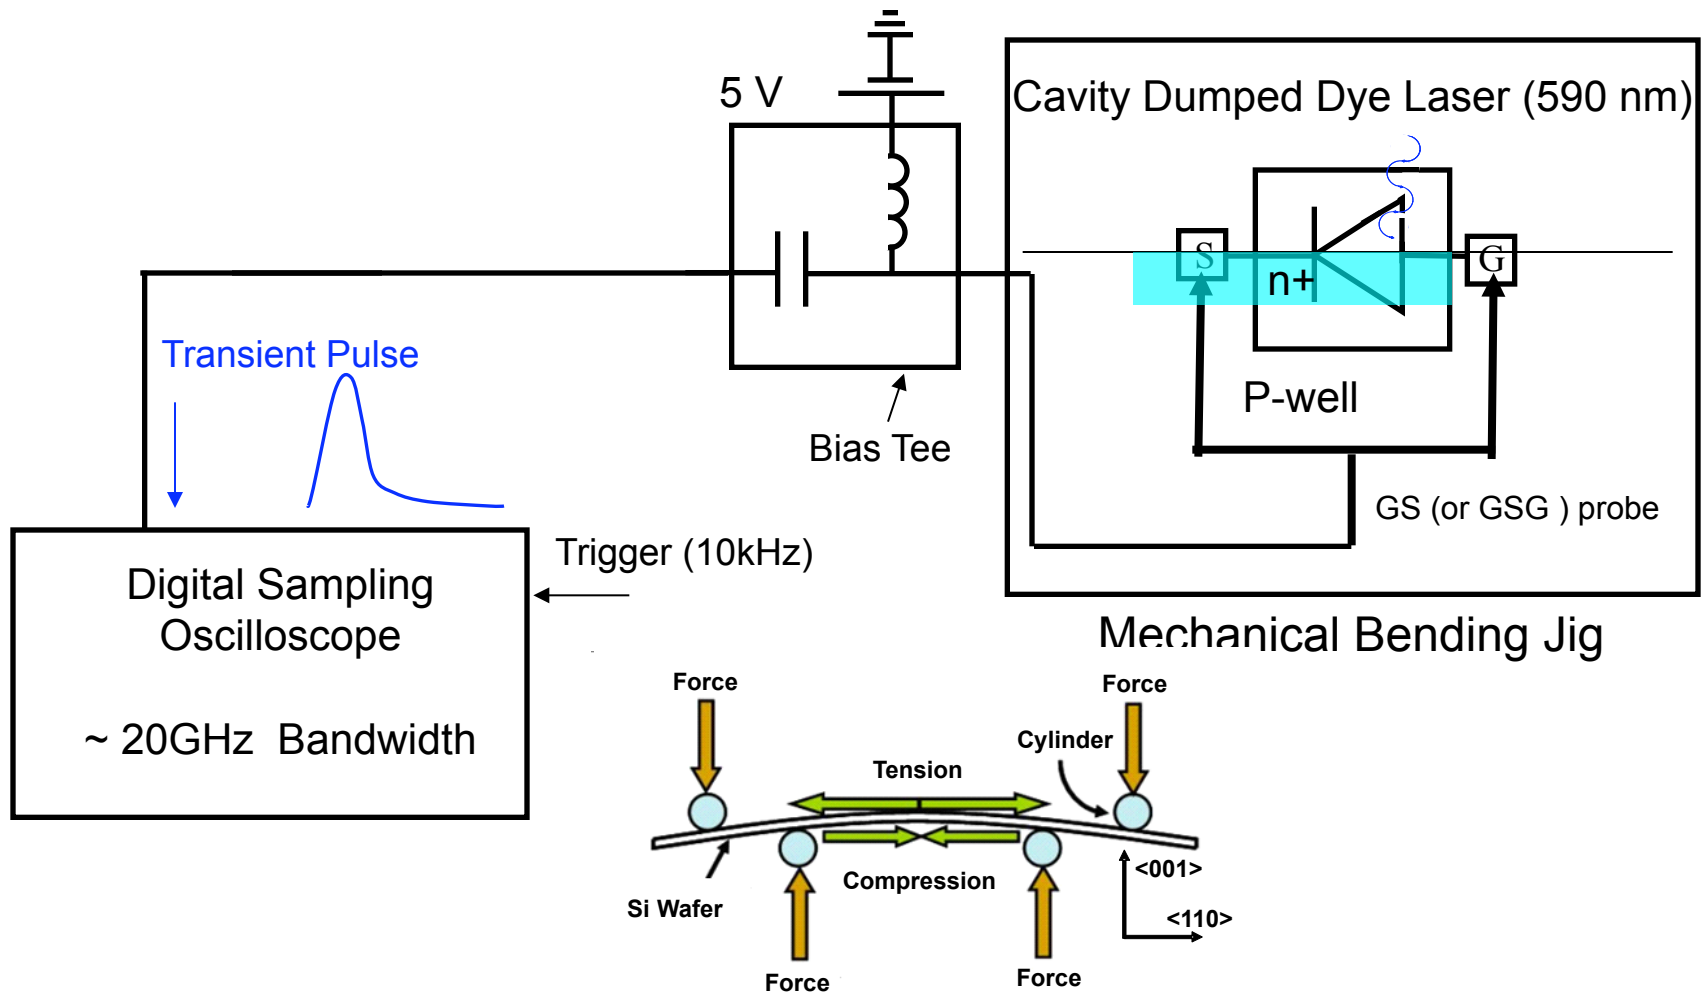 5 V
Cavity Dumped Dye Laser (590 nm)
S
n+
G
P-well
GS (or GSG ) probe
Bias Tee
Transient Pulse
Trigger (10kHz)
Digital Sampling
Oscilloscope
~ 20GHz Bandwidth
Mechanical Bending Jig
Force
Force
Cylinder
Tension
Compression
Si Wafer
<001>
<110>
Force
Force